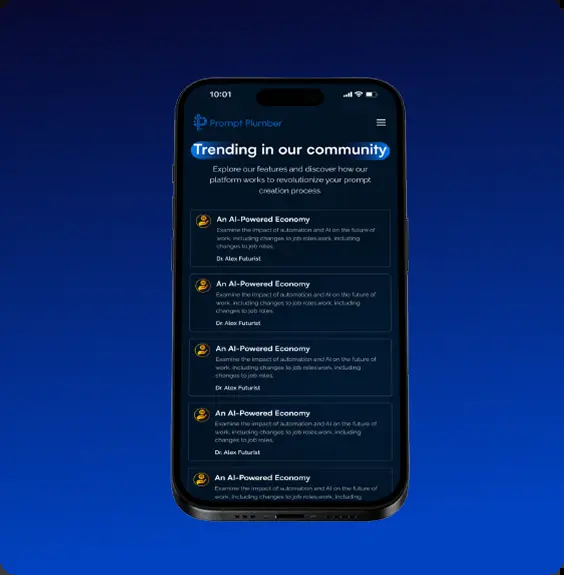 10:01
Prompt Plumber
Trending in our community
Explore our features and discover how our
platform works to revolutionize your prompt
creation process.
An AI-Powered Economy
Examine the impact of automation and AI on the future of
work, including changes to job roles.work, including
changes to job roles.
Dr. Alex Futurist
An AI-Powered Economy
Examine the impact of automation and AI on the future of
work, including changes to job roles.work, including
changes to job roles.
Dr. Alex Futurist
An AI-Powered Economy
Examine the impact of automation and AI on the future of
work, including changes to job roles.work, including
changes to job roles.
Dr. Alex Futurist
An AI-Powered Economy
Examine the impact of automation and AI on the future of
work, including changes to job roles.work, including
changes to job roles.
Dr. Alex Futurist
An AI-Powered Economy
Examine the impact of automation and AI on the future of
work, including changes to job roles.work, including